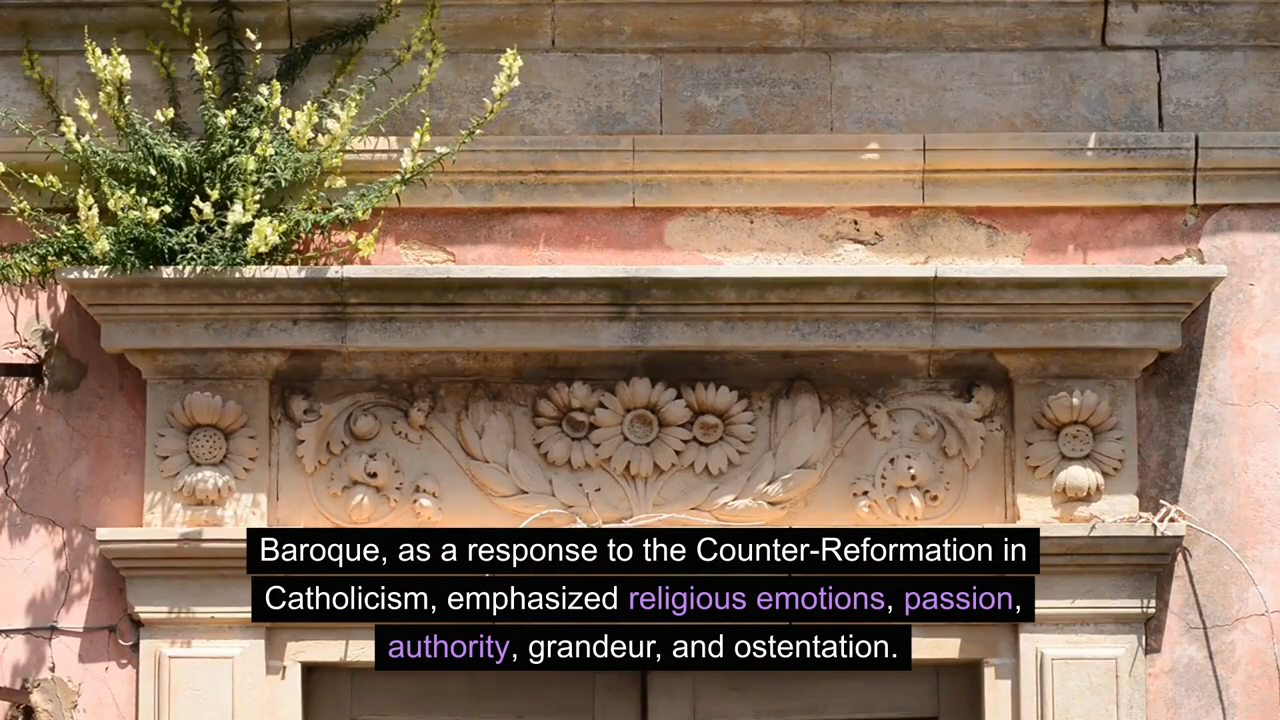 Baroque, as a response to the Counter-Reformation in
Catholicism, emphasized religious emotions, passion,
authority, grandeur, and ostentation.